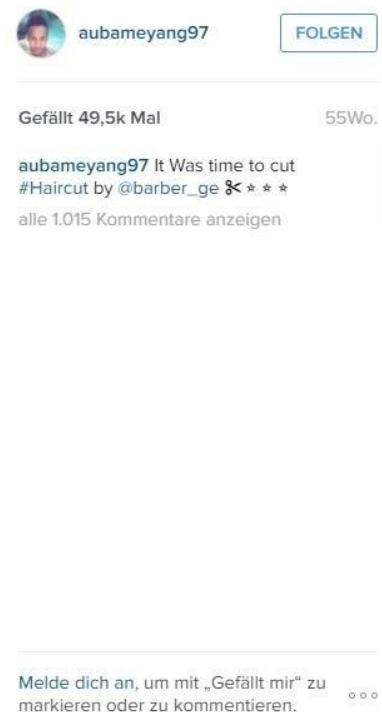 aubameyang97
FOLGEN
Gefällt 49,5k Mal
55Wo.
aubameyang97 It Was time to cut
#Haircut by @barber_ge ✂ ⭐ ⭐ ⭐
alle 1.015 Kommentare anzeigen
Melde dich an, um mit „Gefällt mir“ zu
markieren oder zu kommentieren.